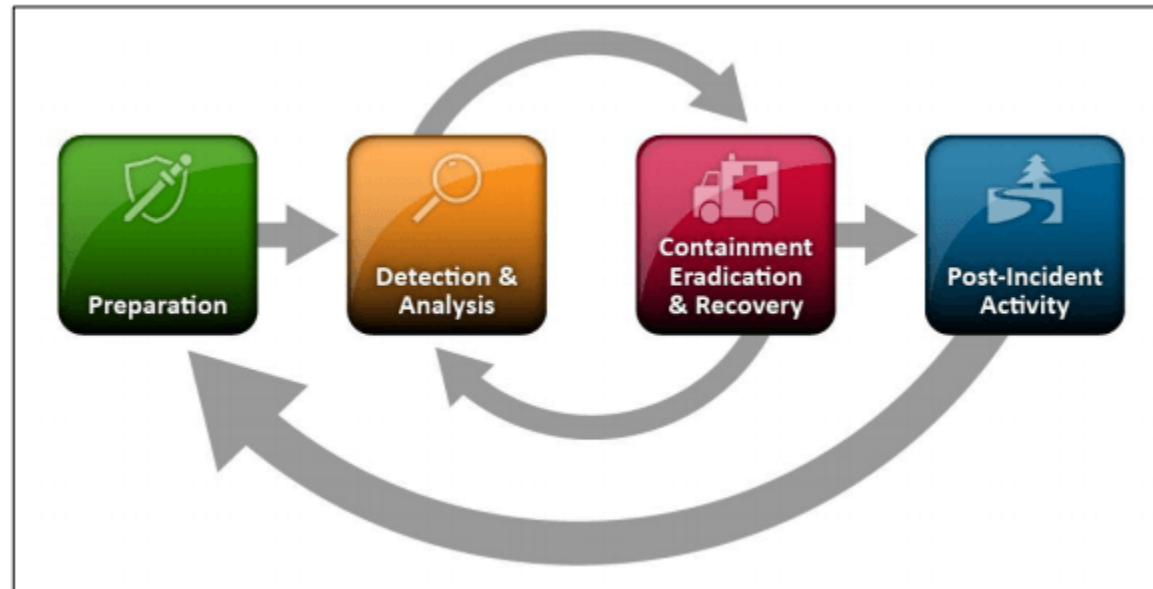 Preparation
Detection &
Analysis
Containment
Eradication
& Recovery
Post-Incident
Activity